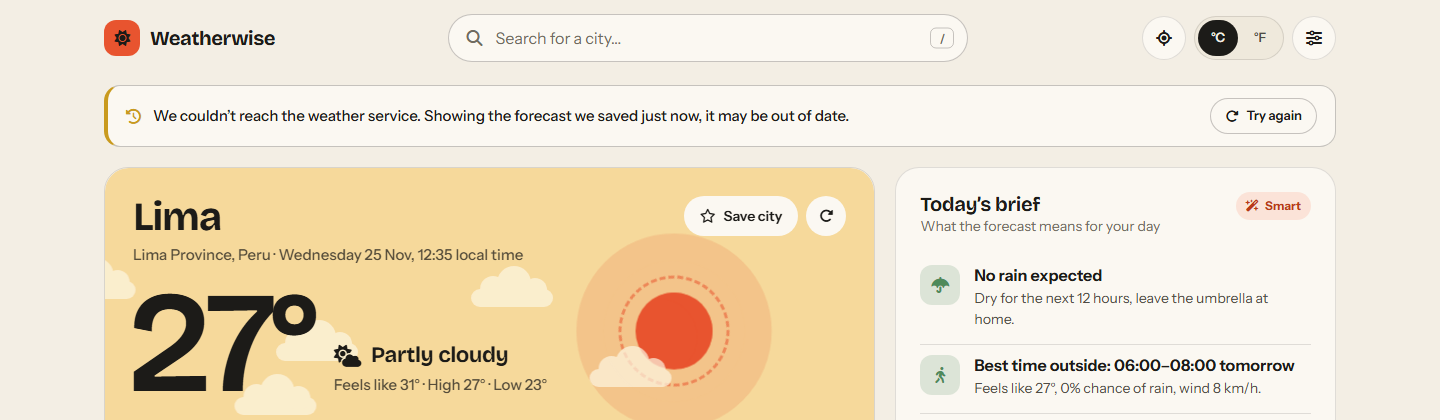 Weatherwise
Search for a city...
/
°C
°F
We couldn't reach the weather service. Showing the forecast we saved just now, it may be out of date.
Try again
Lima
Save city
Lima Province, Peru · Wednesday 25 Nov, 12:35 local time
27°
Partly cloudy
Feels like 31° · High 27° · Low 23°
Today's brief
Smart
What the forecast means for your day
No rain expected
Dry for the next 12 hours, leave the umbrella at
home.
Best time outside: 06:00–08:00 tomorrow
Feels like 27°, 0% chance of rain, wind 8 km/h.